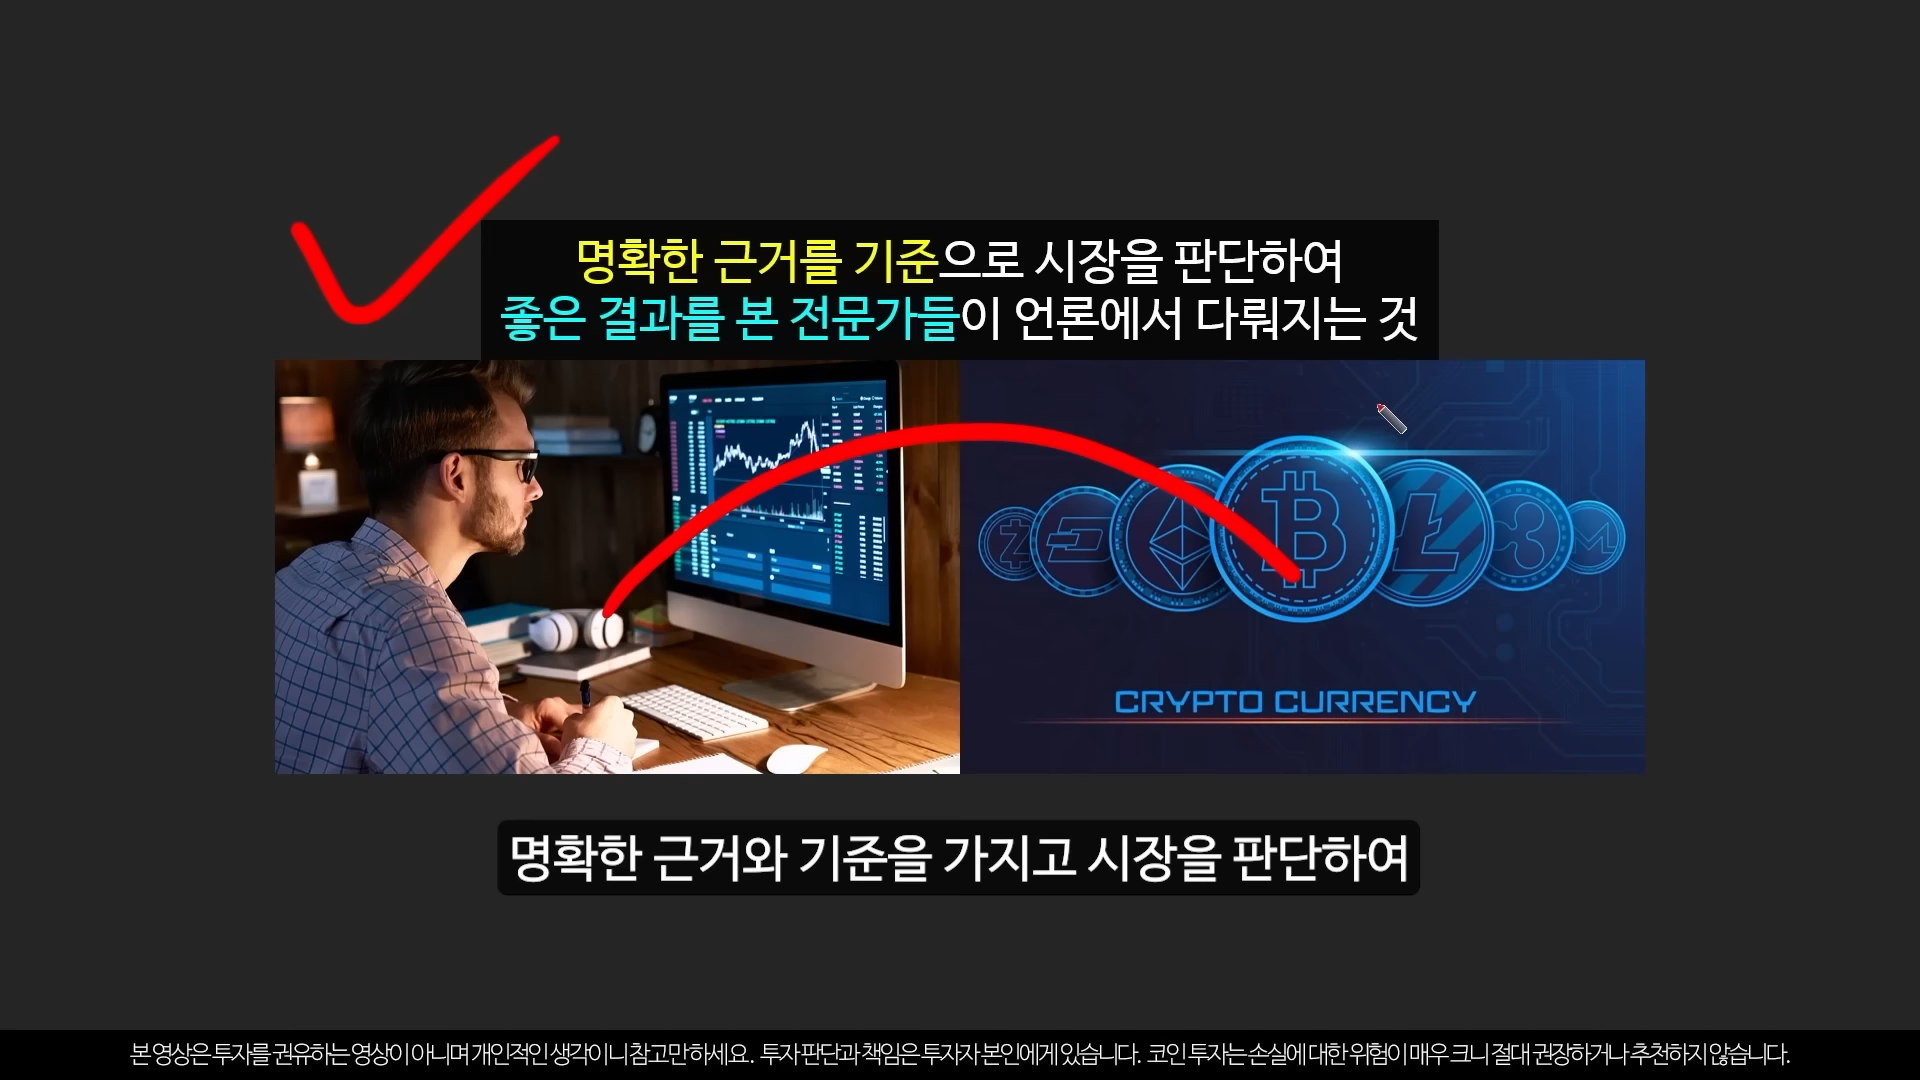 명확한 근거를 기준으로 시장을 판단하여
좋은 결과를 본 전문가들이 언론에서 다뤄지는 것
CRYPTO CURRENCY
명확한 근거와 기준을 가지고 시장을 판단하여
본 영상은 투자를 권유하는 영상이 아니며 개인적인 생각이니 참고만 하세요. 투자 판단과 책임은 투자자 본인에게 있습니다. 코인 투자는 손실에 대한 위험이 매우 크니 절대 권장하거나 추천하지 않습니다.